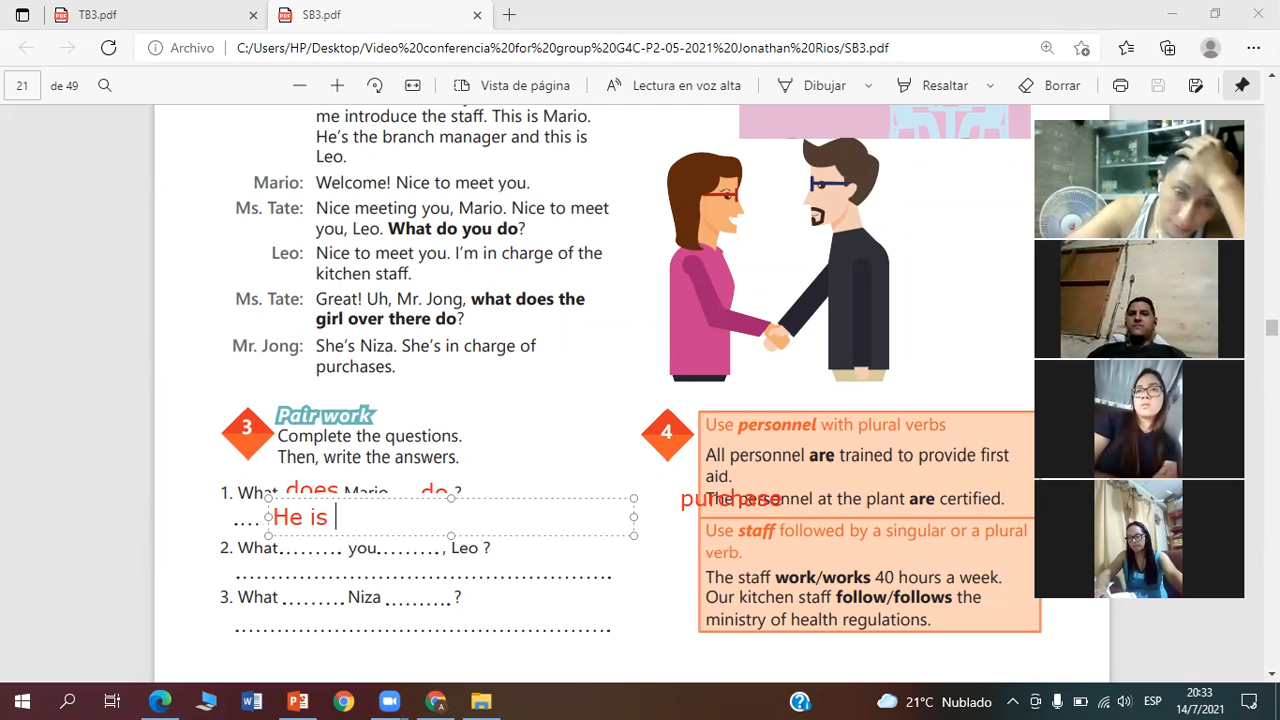 TB3.pdf
SB3.pdf
Archivo C:/Users/HP/Desktop/Video%20conferencia%20for%20group%20G4C-P2-05-2021%20Jonathan%20Rios/SB3.pdf
21 de 49 Vista de página Lectura en voz alta Dibujar Resaltar Borrar
me introduce the staff. This is Mario.
He's the branch manager and this is
Leo.
Mario: Welcome! Nice to meet you.
Ms. Tate: Nice meeting you, Mario. Nice to meet
you, Leo. What do you do?
Leo: Nice to meet you. I'm in charge of the
kitchen staff.
Ms. Tate: Great! Uh, Mr. Jong, what does the
girl over there do?
Mr. Jong: She's Niza. She's in charge of
purchases.
3 Pair work
Complete the questions.
Then, write the answers.
1. What does Mario do ?
.... He is
2. What......... you........., Leo ?
3. What ......... Niza ......... ?
4 Use personnel with plural verbs
All personnel are trained to provide first
aid.
purchase
The personnel at the plant are certified.
Use staff followed by a singular or a plural
verb.
The staff work/works 40 hours a week.
Our kitchen staff follow/follows the
ministry of health regulations.
21°C Nublado ESP 20:33
14/7/2021